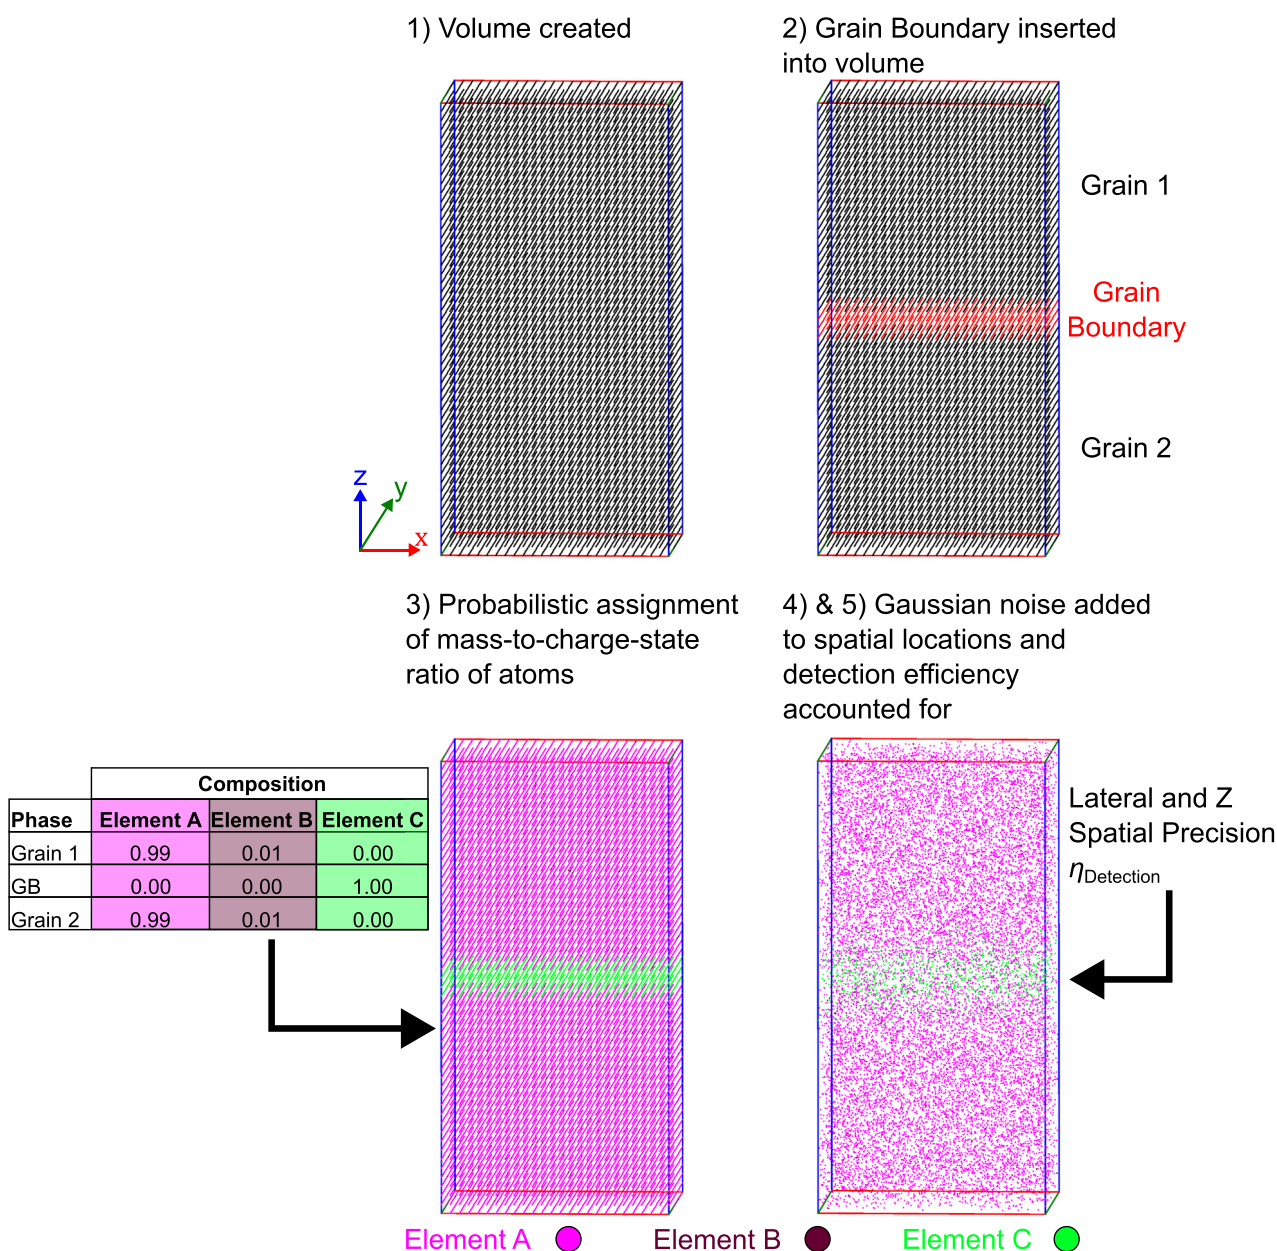 1) Volume created
2) Grain Boundary inserted
into volume
Grain 1
Grain
Boundary
Grain 2
z
y
x
3) Probabilistic assignment
of mass-to-charge-state
ratio of atoms
4) & 5) Gaussian noise added
to spatial locations and
detection efficiency
accounted for
Composition
Phase Element A Element B Element C
Grain 1 0.99 0.01 0.00
GB 0.00 0.00 1.00
Grain 2 0.99 0.01 0.00
Lateral and Z
Spatial Precision
ηDetection
Element A Element B Element C